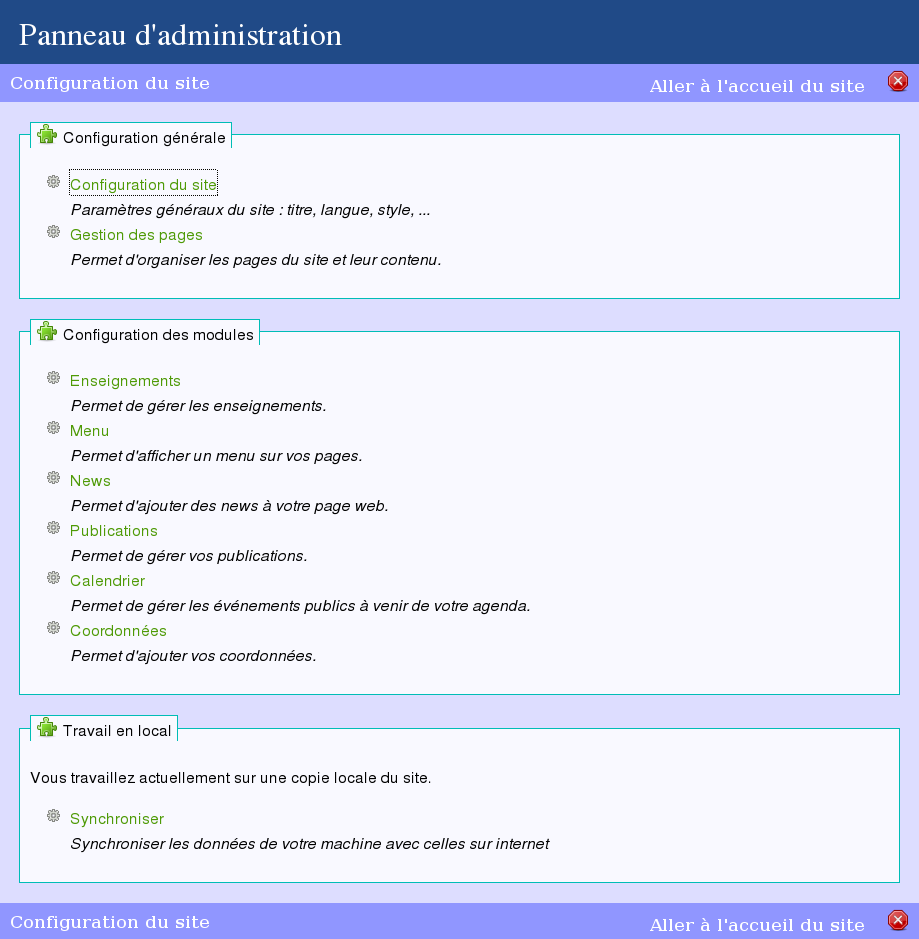 Panneau d'administration
Configuration du site
Aller à l'accueil du site
Configuration générale
Configuration du site
Paramètres généraux du site : titre, langue, style, ...
Gestion des pages
Permet d'organiser les pages du site et leur contenu.
Configuration des modules
Enseignements
Permet de gérer les enseignements.
Menu
Permet d'afficher un menu sur vos pages.
News
Permet d'ajouter des news à votre page web.
Publications
Permet de gérer vos publications.
Calendrier
Permet de gérer les événements publics à venir de votre agenda.
Coordonnées
Permet d'ajouter vos coordonnées.
Travail en local
Vous travaillez actuellement sur une copie locale du site.
Synchroniser
Synchroniser les données de votre machine avec celles sur internet
Configuration du site
Aller à l'accueil du site